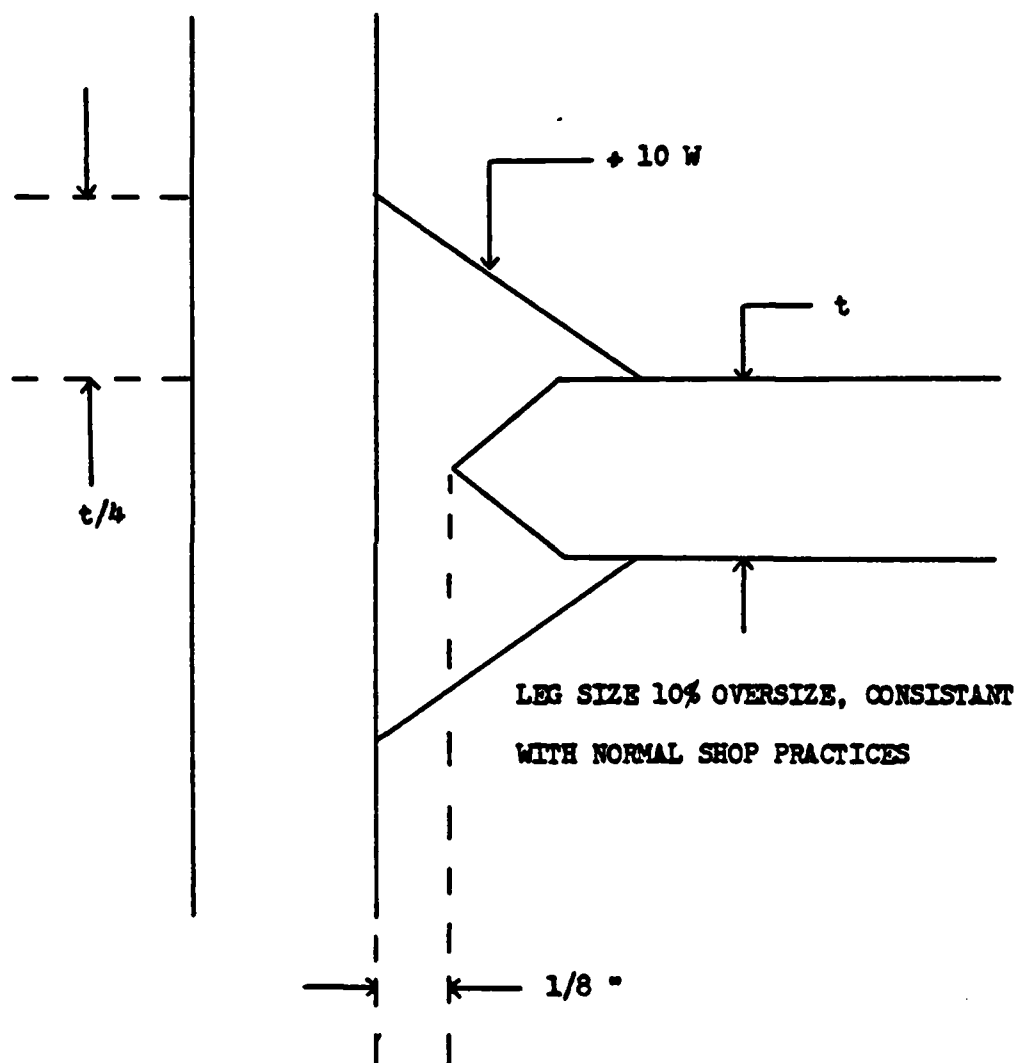 + 10 W
t
t/4
LEG SIZE 10% OVERSIZE, CONSISTANT
WITH NORMAL SHOP PRACTICES
1/8 "